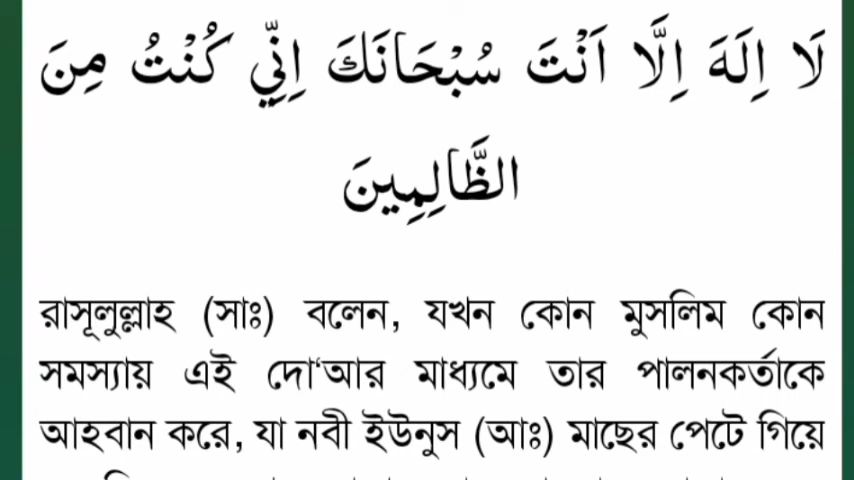 لَا اِلَهَ اِلَّا اَنْتَ سُبْحَانَكَ اِنِّي كُنْتُ مِنَ
الظَّالِمِينَ
রাসূলুল্লাহ (সাঃ) বলেন, যখন কোন মুসলিম কোন
সমস্যায় এই দো‘আর মাধ্যমে তার পালনকর্তাকে
আহবান করে, যা নবী ইউনুস (আঃ) মাছের পেটে গিয়ে